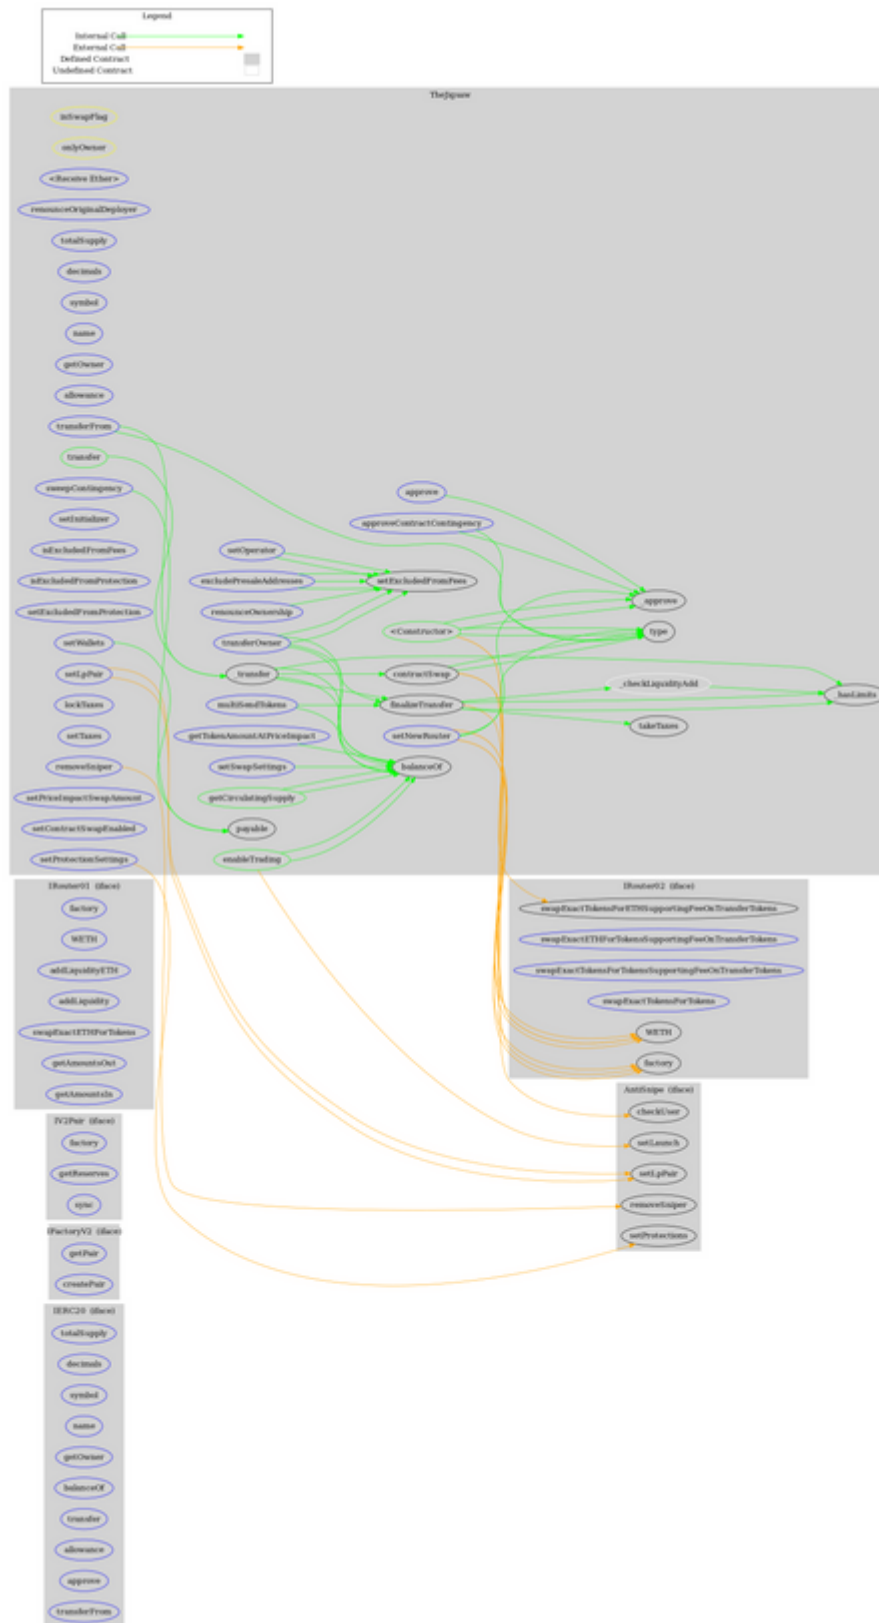 Legend
Internal Call
External Call
Defined Contract
Undefined Contract
TheJigsaw
inSwapFlag
onlyOwner
<Receive Ether>
renounceOriginalDeployer
totalSupply
decimals
symbol
name
getOwner
allowance
transferFrom
transfer
sweepContingency
setInitializer
isExcludedFromFees
isExcludedFromProtection
setExcludedFromProtection
setWallets
setLpPair
lockTaxes
setTaxes
removeSniper
setPriceImpactSwapAmount
setContractSwapEnabled
setProtectionSettings
setOperator
excludePresaleAddresses
renounceOwnership
transferOwner
_transfer
multiSendTokens
getTokenAmountAtPriceImpact
setSwapSettings
getCirculatingSupply
payable
enableTrading
approve
approveContractContingency
setExcludedFromFees
<Constructor>
contractSwap
finalizeTransfer
setNewRouter
balanceOf
_approve
type
_checkLiquidityAdd
takeTaxes
_hasLimits
IRouter01 (iface)
factory
WETH
addLiquidityETH
addLiquidity
swapExactETHForTokens
getAmountsOut
getAmountsIn
IRouter02 (iface)
swapExactTokensForETHSupportingFeeOnTransferTokens
swapExactETHForTokensSupportingFeeOnTransferTokens
swapExactTokensForTokensSupportingFeeOnTransferTokens
swapExactTokensForTokens
WETH
factory
AntiSnipe (iface)
checkUser
setLaunch
setLpPair
removeSniper
setProtections
IV2Pair (iface)
factory
getReserves
sync
IFactoryV2 (iface)
getPair
createPair
IERC20 (iface)
totalSupply
decimals
symbol
name
getOwner
balanceOf
transfer
allowance
approve
transferFrom